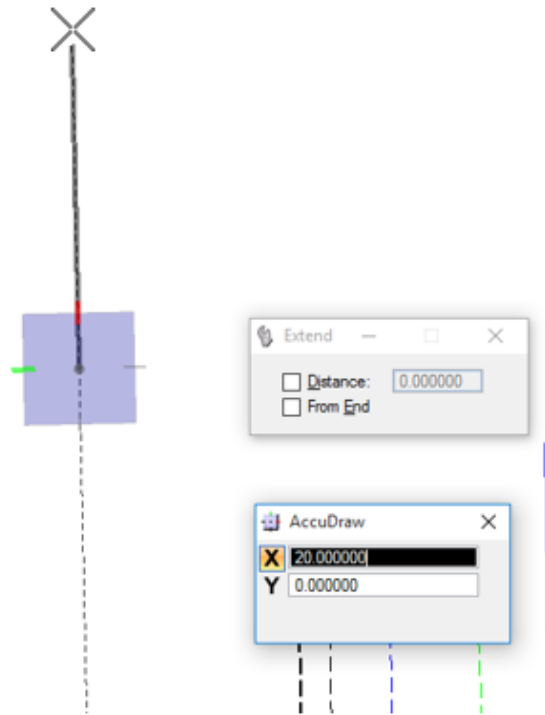 Extend
Distance: 0.000000
From End
AccuDraw
X 20.000000
Y 0.000000